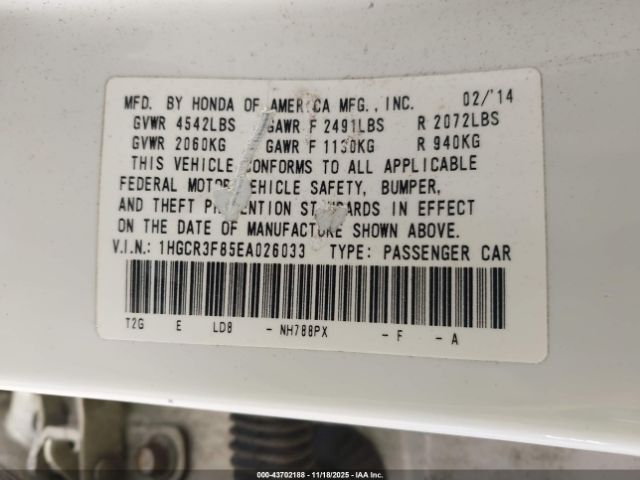 MFD. BY HONDA OF AMERICA MFG., INC. 02/'14
GVWR 4542LBS GAWR F 2491LBS R 2072LBS
GVWR 2060KG GAWR F 1130KG R 940KG
THIS VEHICLE CONFORMS TO ALL APPLICABLE
FEDERAL MOTOR VEHICLE SAFETY, BUMPER,
AND THEFT PREVENTION STANDARDS IN EFFECT
ON THE DATE OF MANUFACTURE SHOWN ABOVE.
V.I.N.: 1HGCR3F85EA026033 TYPE: PASSENGER CAR
T2G E LD8 - NH788PX - F - A
000-43702188 - 11/18/2025 - IAA Inc.